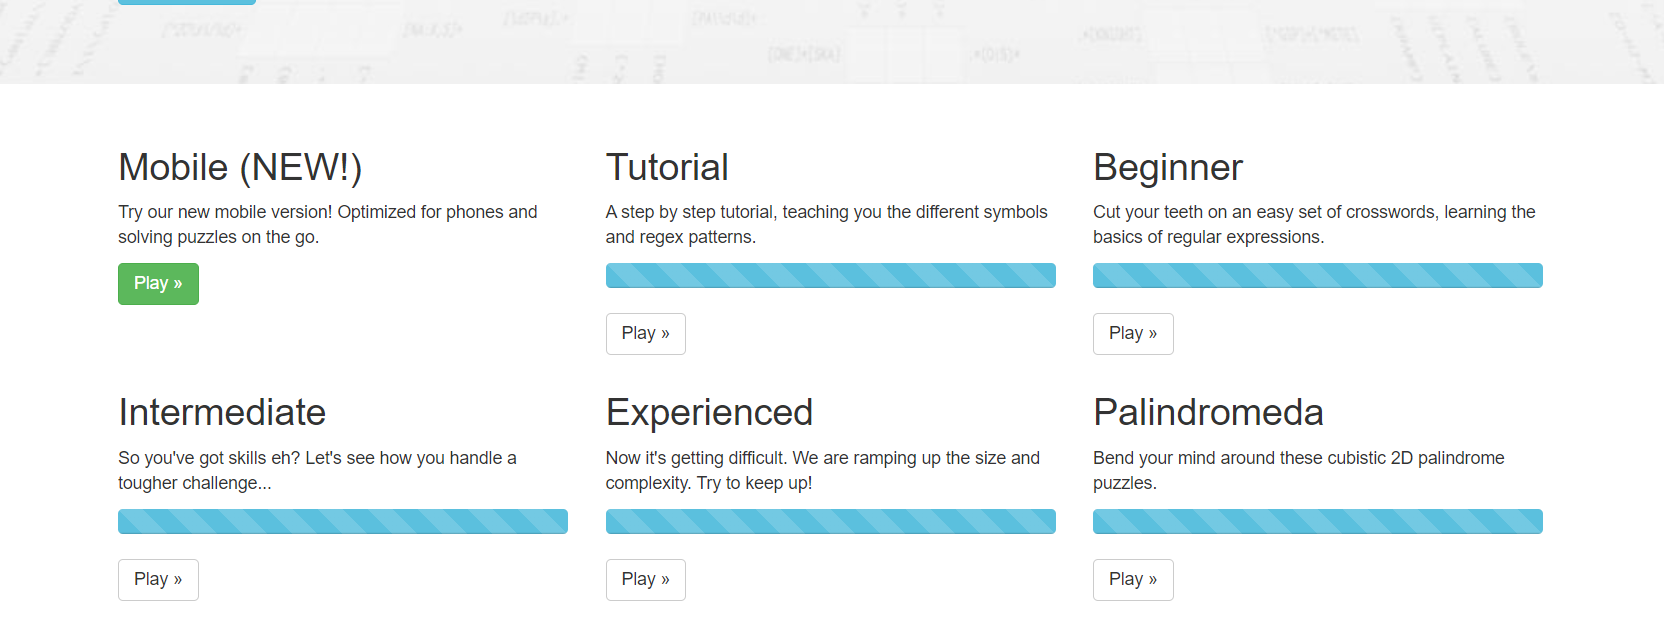 Mobile (NEW!)
Try our new mobile version! Optimized for phones and
solving puzzles on the go.
Play »
Tutorial
A step by step tutorial, teaching you the different symbols
and regex patterns.
Play »
Beginner
Cut your teeth on an easy set of crosswords, learning the
basics of regular expressions.
Play »
Intermediate
So you've got skills eh? Let's see how you handle a
tougher challenge...
Play »
Experienced
Now it's getting difficult. We are ramping up the size and
complexity. Try to keep up!
Play »
Palindromeda
Bend your mind around these cubistic 2D palindrome
puzzles.
Play »